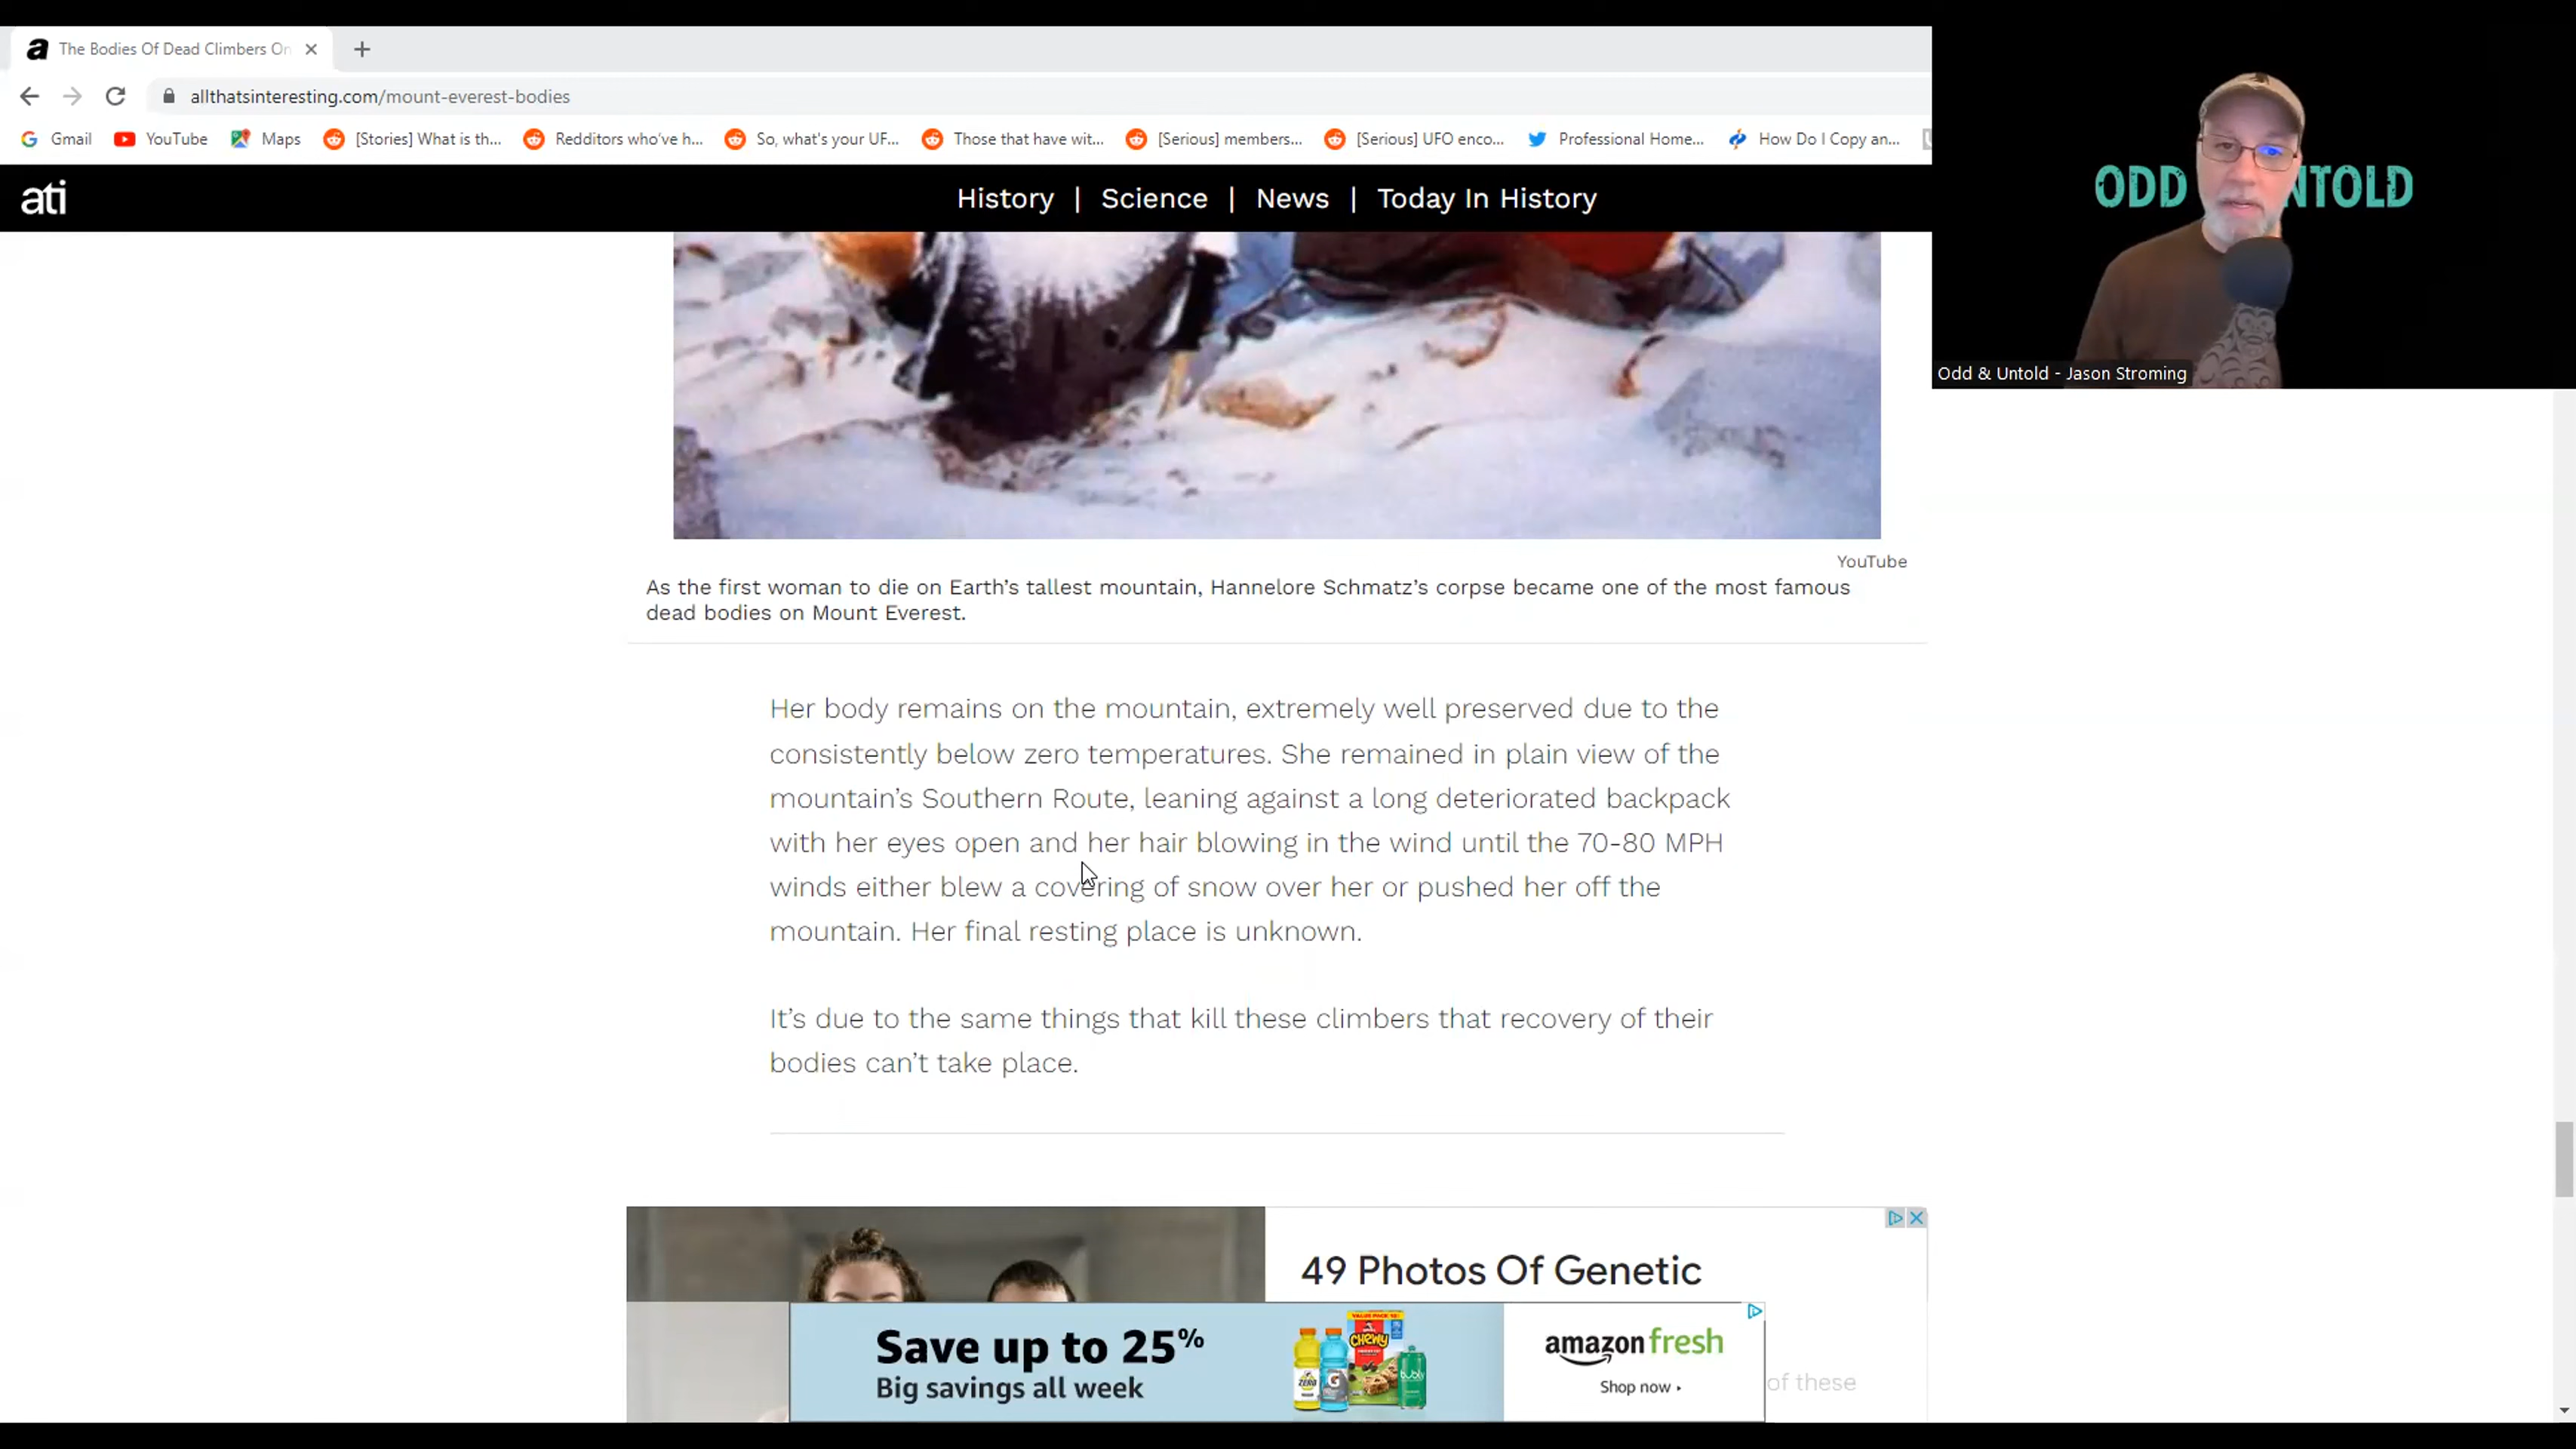 The Bodies Of Dead Climbers On
allthatsinteresting.com/mount-everest-bodies
Gmail YouTube Maps [Stories] What is th... Redditors who've h... So, what's your UF... Those that have wit... [Serious] members... [Serious] UFO enco... Professional Home... How Do I Copy an...
ati
History | Science | News | Today In History
ODD NTOLD
Odd & Untold - Jason Stroming
YouTube
As the first woman to die on Earth's tallest mountain, Hannelore Schmatz's corpse became one of the most famous
dead bodies on Mount Everest.
Her body remains on the mountain, extremely well preserved due to the
consistently below zero temperatures. She remained in plain view of the
mountain's Southern Route, leaning against a long deteriorated backpack
with her eyes open and her hair blowing in the wind until the 70-80 MPH
winds either blew a covering of snow over her or pushed her off the
mountain. Her final resting place is unknown.
It's due to the same things that kill these climbers that recovery of their
bodies can't take place.
49 Photos Of Genetic
Save up to 25%
Big savings all week
CHEWY
ZERO
G
bubly
amazon fresh
Shop now
of these